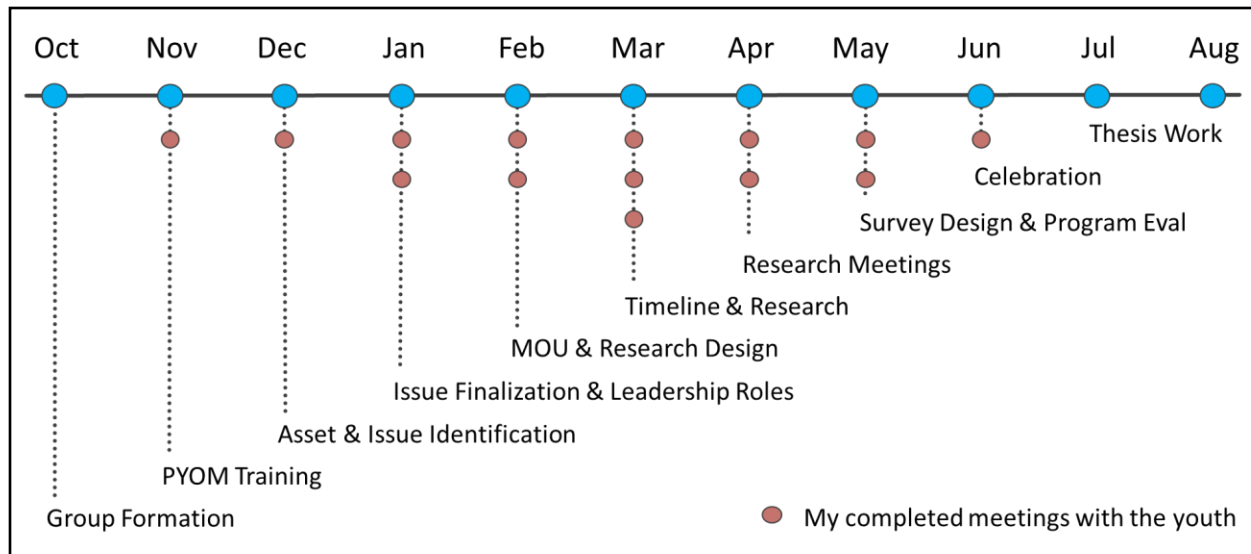 Oct Nov Dec Jan Feb Mar Apr May Jun Jul Aug
Thesis Work
Celebration
Survey Design & Program Eval
Research Meetings
Timeline & Research
MOU & Research Design
Issue Finalization & Leadership Roles
Asset & Issue Identification
PYOM Training
Group Formation
My completed meetings with the youth